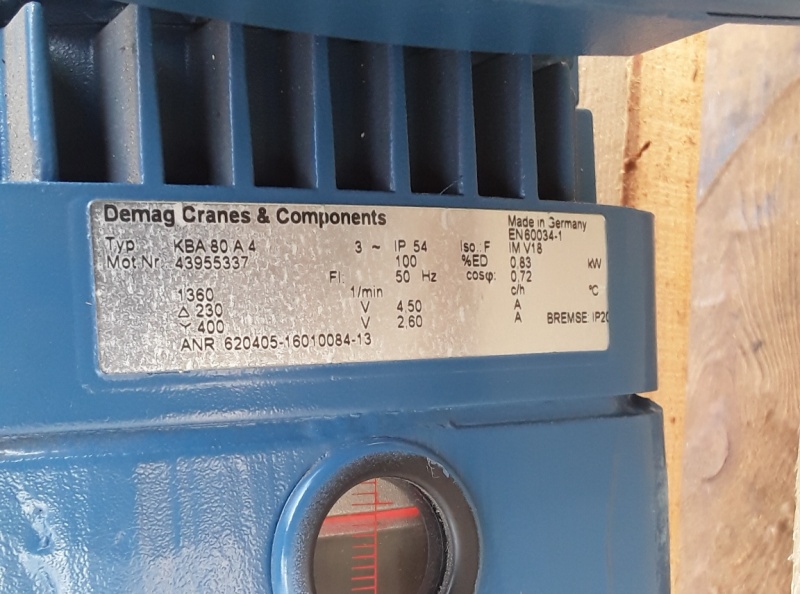 Demag Cranes & Components
Made in Germany
EN60034-1
Typ KBA 80 A 4 3 ~ IP 54 Iso. F IM V18
Mot Nr. 43955337 100 %ED 0.83 kW
FI: 50 Hz cosφ: 0.72
1360 1/min c/h °C
Δ 230 V 4.50 A
Y 400 V 2.60 A BREMSE IP20
ANR 620405-16010084-13